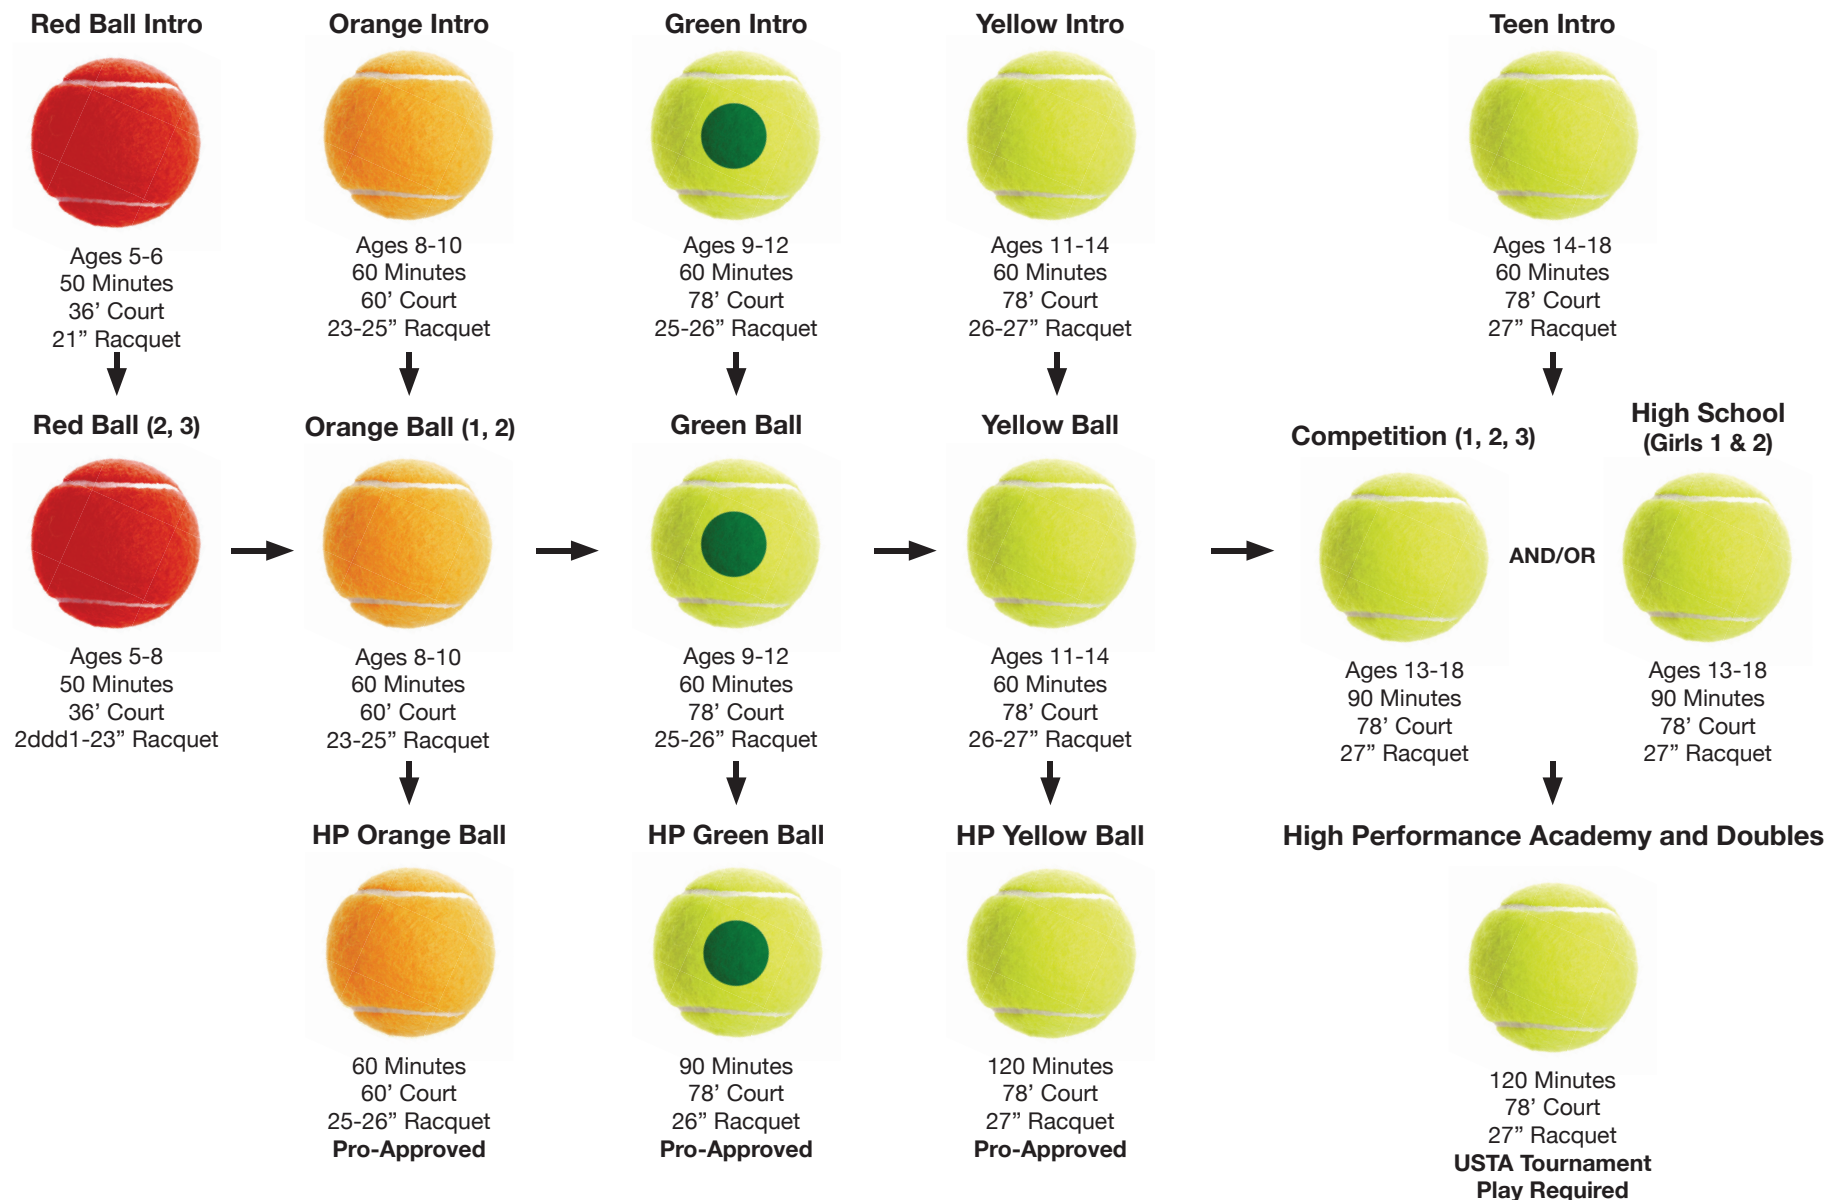 Red Ball Intro
Ages 5-6
50 Minutes
36’ Court
21” Racquet
Orange Intro
Ages 8-10
60 Minutes
60’ Court
23-25” Racquet
Green Intro
Ages 9-12
60 Minutes
78’ Court
25-26” Racquet
Yellow Intro
Ages 11-14
60 Minutes
78’ Court
26-27” Racquet
Teen Intro
Ages 14-18
60 Minutes
78’ Court
27” Racquet
Red Ball (2, 3)
Ages 5-8
50 Minutes
36’ Court
2ddd1-23” Racquet
Orange Ball (1, 2)
Ages 8-10
60 Minutes
60’ Court
23-25” Racquet
Green Ball
Ages 9-12
60 Minutes
78’ Court
25-26” Racquet
Yellow Ball
Ages 11-14
60 Minutes
78’ Court
26-27” Racquet
Competition (1, 2, 3)
Ages 13-18
90 Minutes
78’ Court
27” Racquet
AND/OR
High School
(Girls 1 & 2)
Ages 13-18
90 Minutes
78’ Court
27” Racquet
HP Orange Ball
60 Minutes
60’ Court
25-26” Racquet
Pro-Approved
HP Green Ball
90 Minutes
78’ Court
26” Racquet
Pro-Approved
HP Yellow Ball
120 Minutes
78’ Court
27” Racquet
Pro-Approved
High Performance Academy and Doubles
120 Minutes
78’ Court
27” Racquet
USTA Tournament
Play Required